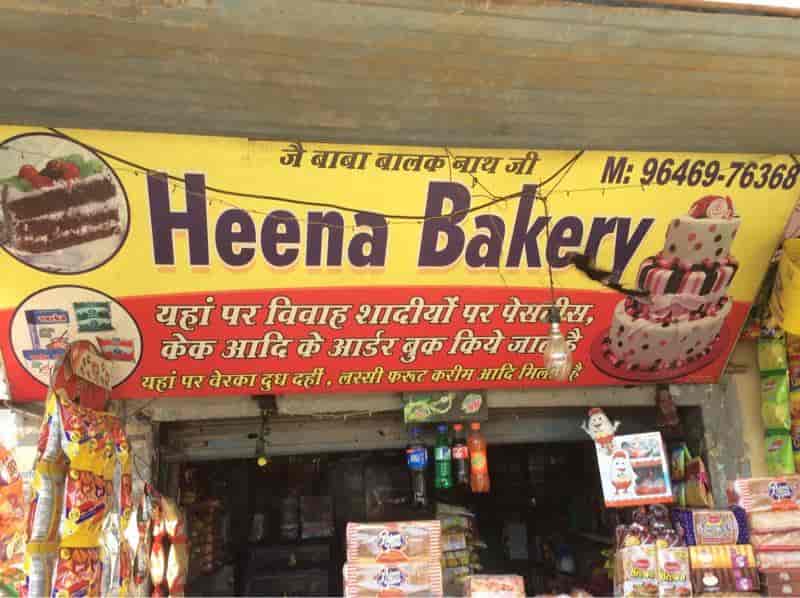 जै बाबा बालक नाथ जी
M: 96469-76368
Heena Bakery
यहां पर विवाह शादीयों पर पेसटीस,
केक आदि के आर्डर बुक किये जाते है
यहां पर वेरका दुध दहीं , लस्सी फरूट करीम आदि मिलता है